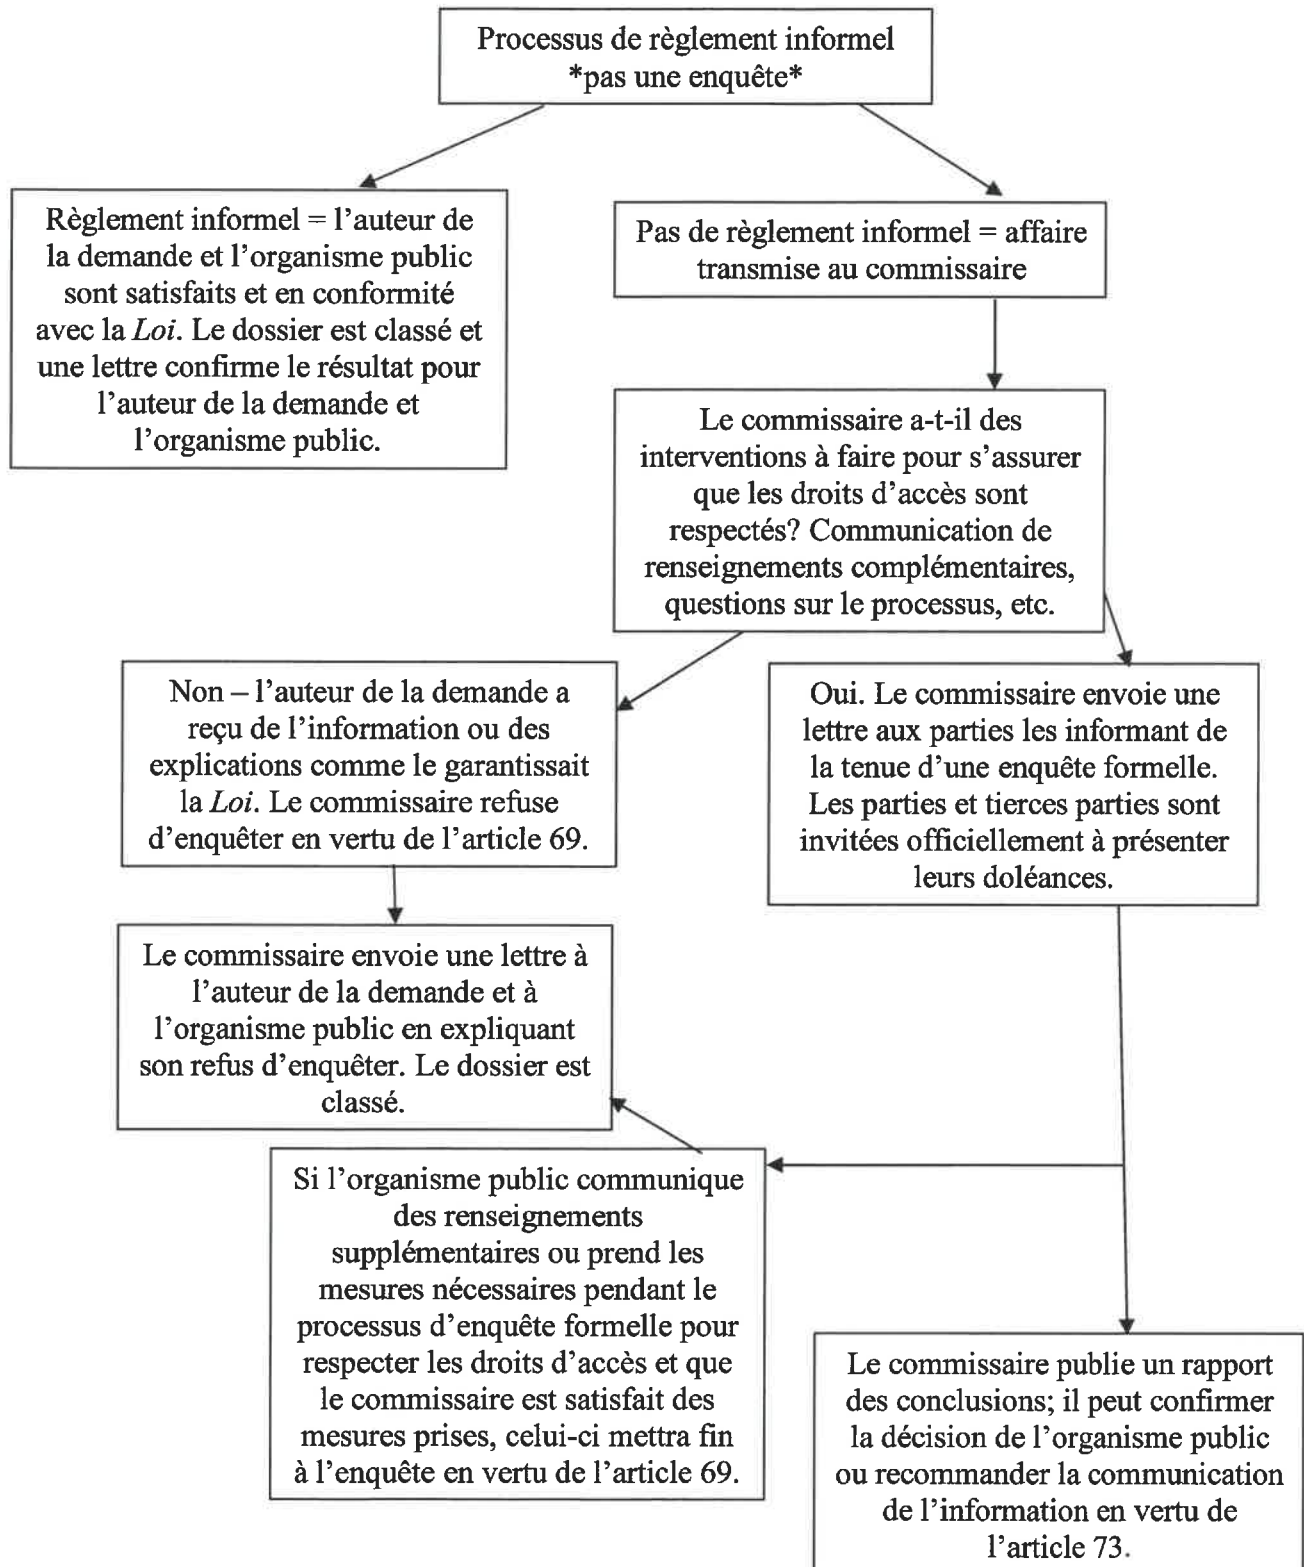 Processus de règlement informel
*pas une enquête*
Règlement informel = l’auteur de
la demande et l’organisme public
sont satisfaits et en conformité
avec la Loi. Le dossier est classé et
une lettre confirme le résultat pour
l’auteur de la demande et
l’organisme public.
Pas de règlement informel = affaire
transmise au commissaire
Le commissaire a-t-il des
interventions à faire pour s’assurer
que les droits d’accès sont
respectés? Communication de
renseignements complémentaires,
questions sur le processus, etc.
Non – l’auteur de la demande a
reçu de l’information ou des
explications comme le garantissait
la Loi. Le commissaire refuse
d’enquêter en vertu de l’article 69.
Oui. Le commissaire envoie une
lettre aux parties les informant de
la tenue d’une enquête formelle.
Les parties et tierces parties sont
invitées officiellement à présenter
leurs doléances.
Le commissaire envoie une lettre à
l’auteur de la demande et à
l’organisme public en expliquant
son refus d’enquêter. Le dossier est
classé.
Si l’organisme public communique
des renseignements
supplémentaires ou prend les
mesures nécessaires pendant le
processus d’enquête formelle pour
respecter les droits d’accès et que
le commissaire est satisfait des
mesures prises, celui-ci mettra fin
à l’enquête en vertu de l’article 69.
Le commissaire publie un rapport
des conclusions; il peut confirmer
la décision de l’organisme public
ou recommander la communication
de l’information en vertu de
l’article 73.